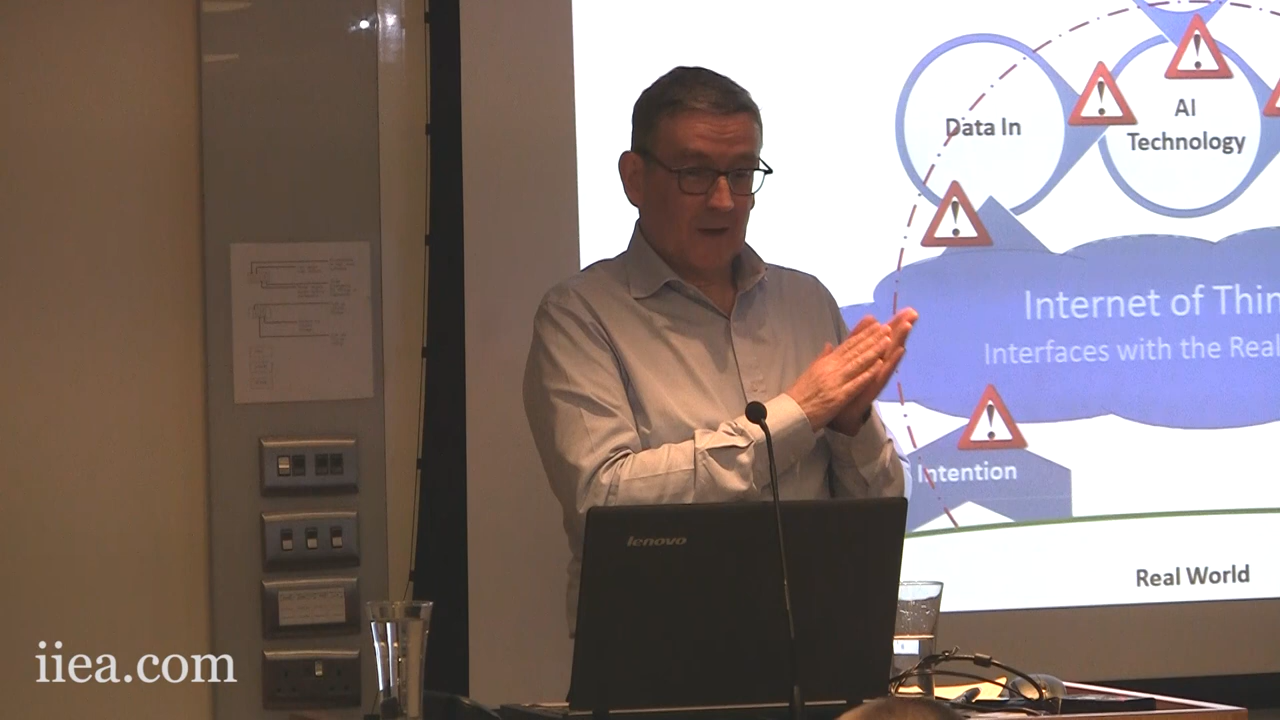 Data In
AI
Technology
Internet of Thin
Interfaces with the Real
Intention
Real World
lenovo
iiea.com